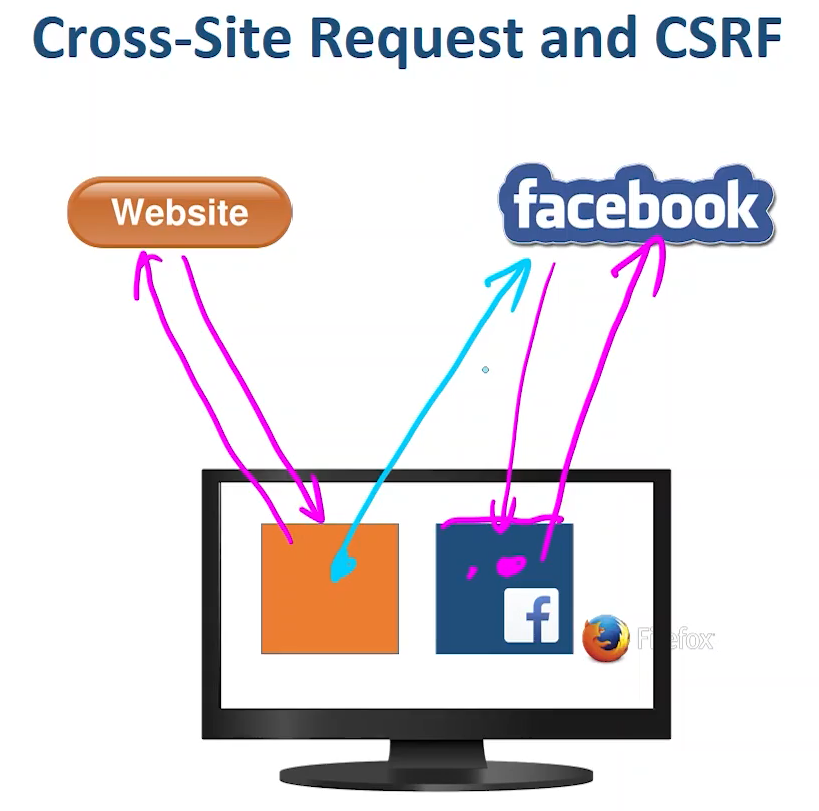 Cross-Site Request and CSRF
Website
facebook
f
Firefox